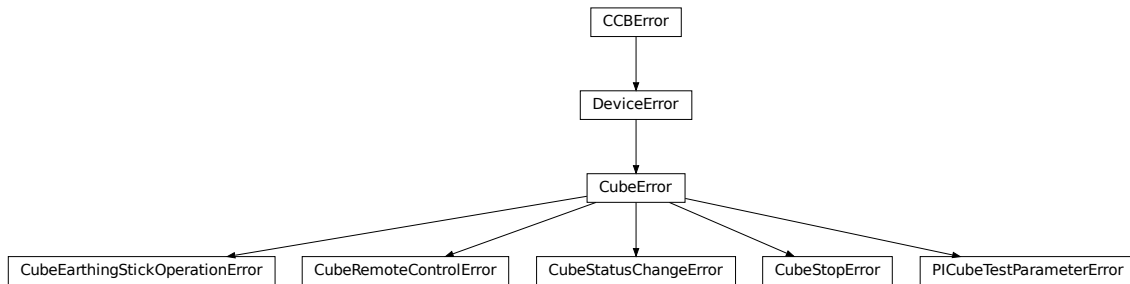 CCBError
DeviceError
CubeError
CubeEarthingStickOperationError
CubeRemoteControlError
CubeStatusChangeError
CubeStopError
PICubeTestParameterError